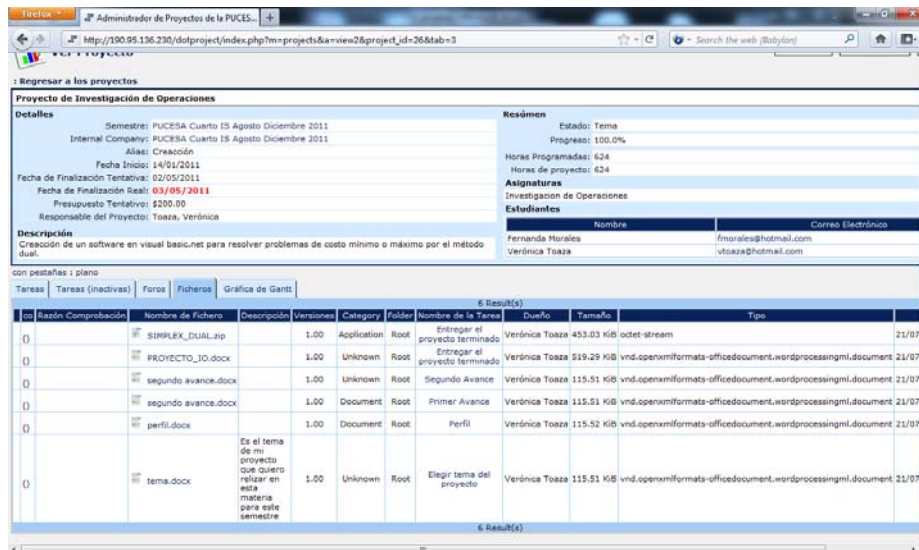 Firefox
Administrador de Proyectos de la PUCES...
http://190.95.136.230/dotproject/index.php?m=projects&a=view2&project_id=26&tab=3
Search the web (Babylon)
Ver Proyecto
: Regresar a los proyectos
Proyecto de Investigación de Operaciones
Detalles
Semestre: PUCESA Cuarto IS Agosto Diciembre 2011
Internal Company: PUCESA Cuarto IS Agosto Diciembre 2011
Alias: Creacción
Fecha Inicio: 14/01/2011
Fecha de Finalización Tentativa: 02/05/2011
Fecha de Finalización Real: 03/05/2011
Presupuesto Tentativo: $200.00
Responsable del Proyecto: Toaza, Verónica
Descripción
Creacción de un software en visual basic.net para resolver problemas de costo mínimo o máximo por el método
dual.
Resúmen
Estado: Tema
Progreso: 100.0%
Horas Programadas: 624
Horas de proyecto: 624
Asignaturas
Investigacion de Operaciones
Estudiantes
Nombre Correo Electrónico
Fernanda Morales fmorales@hotmail.com
Verónica Toaza vtoaza@hotmail.com
con pestañas : plano
Tareas Tareas (inactivas) Foros Ficheros Gráfica de Gantt
6 Result(s)
co Razón Comprobación Nombre de Fichero Descripción Versiones Category Folder Nombre de la Tarea Dueño Tamaño Tipo
() SIMPLEX_DUAL.zip 1.00 Application Root Entregar el proyecto terminado Verónica Toaza 453.03 KiB octet-stream 21/07
() PROYECTO_IO.docx 1.00 Unknown Root Entregar el proyecto terminado Verónica Toaza 519.29 KiB vnd.openxmlformats-officedocument.wordprocessingml.document 21/07
() segundo avance.docx 1.00 Unknown Root Segundo Avance Verónica Toaza 115.51 KiB vnd.openxmlformats-officedocument.wordprocessingml.document 21/07
() segundo avance.docx 1.00 Document Root Primer Avance Verónica Toaza 115.51 KiB vnd.openxmlformats-officedocument.wordprocessingml.document 21/07
() perfil.docx 1.00 Document Root Perfil Verónica Toaza 115.52 KiB vnd.openxmlformats-officedocument.wordprocessingml.document 21/07
() tema.docx Es el tema de mi proyecto que quiero relizar en esta materia para este semestre 1.00 Unknown Root Elegir tema del proyecto Verónica Toaza 115.51 KiB vnd.openxmlformats-officedocument.wordprocessingml.document 21/07
6 Result(s)